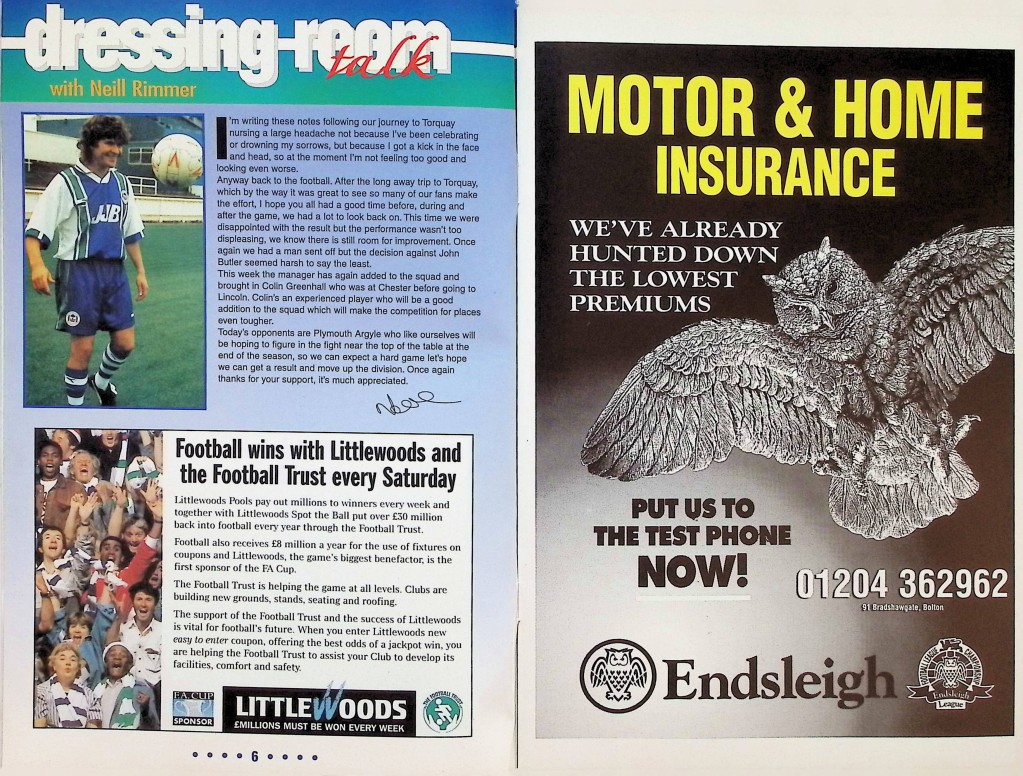 dressing room
talk
with Neill Rimmer
I'm writing these notes following our journey to Torquay
nursing a large headache not because I've been celebrating
or drowning my sorrows, but because I got a kick in the face
and head, so at the moment I'm not feeling too good and
looking even worse.
Anyway back to the football. After the long away trip to Torquay,
which by the way it was great to see so many of our fans make
the effort, I hope you all had a good time before, during and
after the game, we had a lot to look back on. This time we were
disappointed with the result but the performance wasn't too
displeasing, we know there is still room for improvement. Once
again we had a man sent off but the decision against John
Butler seemed harsh to say the least.
This week the manager has again added to the squad and
brought in Colin Greenhall who was at Chester before going to
Lincoln. Colin's an experienced player who will be a good
addition to the squad which will make the competition for places
even tougher.
Today's opponents are Plymouth Argyle who like ourselves will
be hoping to figure in the fight near the top of the table at the
end of the season, so we can expect a hard game let's hope
we can get a result and move up the division. Once again
thanks for your support, it's much appreciated.
JJB
Football wins with Littlewoods and
the Football Trust every Saturday
Littlewoods Pools pay out millions to winners every week and
together with Littlewoods Spot the Ball put over £30 million
back into football every year through the Football Trust.
Football also receives £8 million a year for the use of fixtures on
coupons and Littlewoods, the game's biggest benefactor, is the
first sponsor of the FA Cup.
The Football Trust is helping the game at all levels. Clubs are
building new grounds, stands, seating and roofing.
The support of the Football Trust and the success of Littlewoods
is vital for football's future. When you enter Littlewoods new
easy to enter coupon, offering the best odds of a jackpot win, you
are helping the Football Trust to assist your Club to develop its
facilities, comfort and safety.
FA CUP
SPONSOR
LITTLEWOODS
£MILLIONS MUST BE WON EVERY WEEK
THE FOOTBALL TRUST
6
MOTOR & HOME
INSURANCE
WE'VE ALREADY
HUNTED DOWN
THE LOWEST
PREMIUMS
PUT US TO
THE TEST PHONE
NOW!
01204 362962
91 Bradshawgate, Bolton
Endsleigh
Endsleigh
League